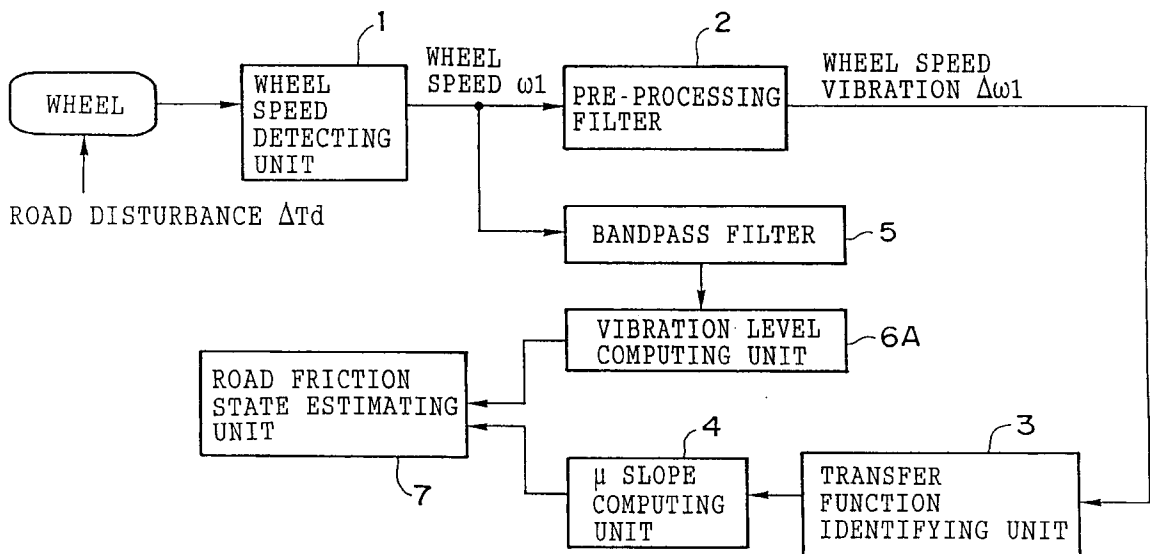 1
2
WHEEL
WHEEL
SPEED
DETECTING
UNIT
WHEEL
SPEED ω1
PRE-PROCESSING
FILTER
WHEEL SPEED
VIBRATION Δω1
ROAD DISTURBANCE ΔTd
BANDPASS FILTER
5
VIBRATION LEVEL
COMPUTING UNIT
6A
ROAD FRICTION
STATE ESTIMATING
UNIT
7
4
μ SLOPE
COMPUTING
UNIT
3
TRANSFER
FUNCTION
IDENTIFYING UNIT